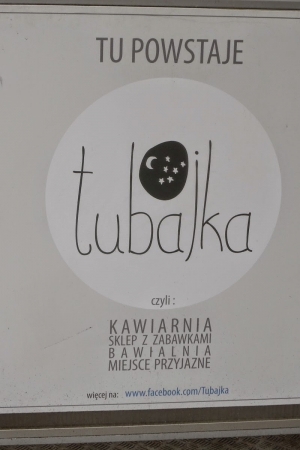 TU POWSTAJE
tubajka
czyli :
KAWIARNIA
SKLEP Z ZABAWKAMI
BAWIALNIA
MIEJSCE PRZYJAZNE
więcej na: www.facebook.com/Tubajka